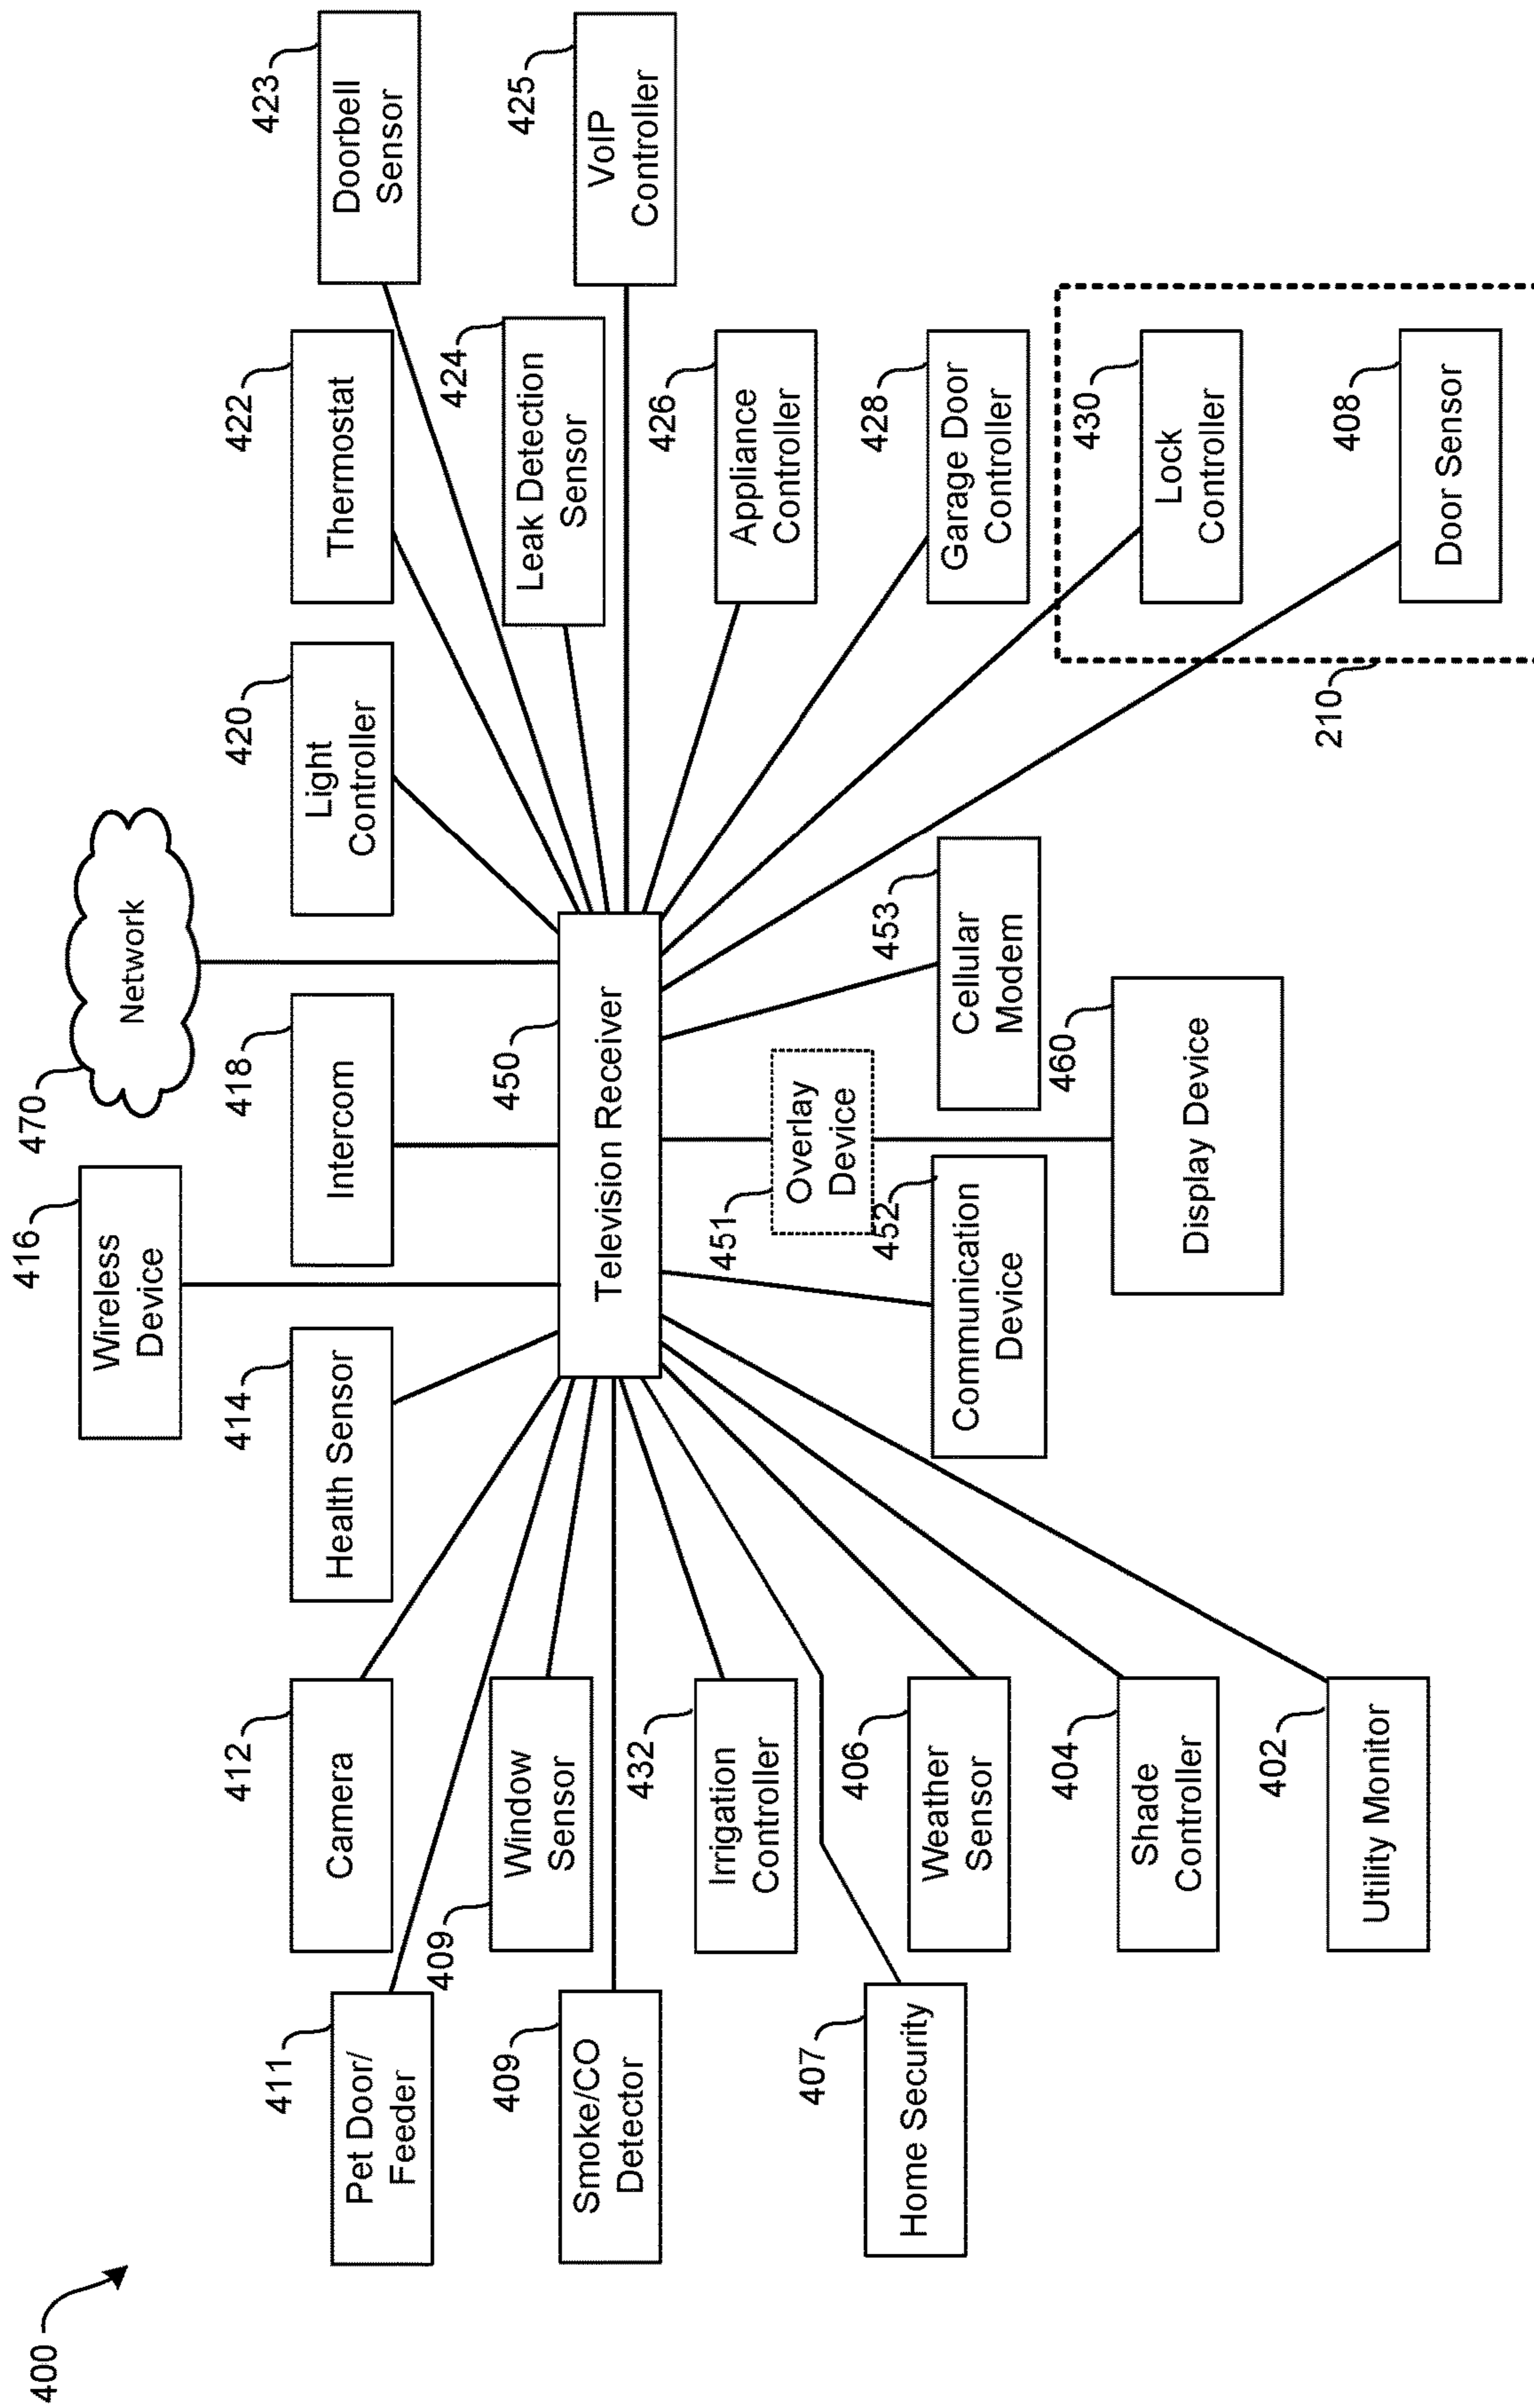 400
470
Network
416
Wireless
Device
411
Pet Door/
Feeder
412
Camera
414
Health Sensor
418
Intercom
420
Light
Controller
422
Thermostat
423
Doorbell
Sensor
409
Window
Sensor
409
Smoke/CO
Detector
450
Television Receiver
424
Leak Detection
Sensor
425
VoIP
Controller
432
Irrigation
Controller
426
Appliance
Controller
451
Overlay
Device
407
Home Security
406
Weather
Sensor
452
Communication
Device
453
Cellular
Modem
428
Garage Door
Controller
404
Shade
Controller
460
Display Device
430
Lock
Controller
402
Utility Monitor
210
408
Door Sensor